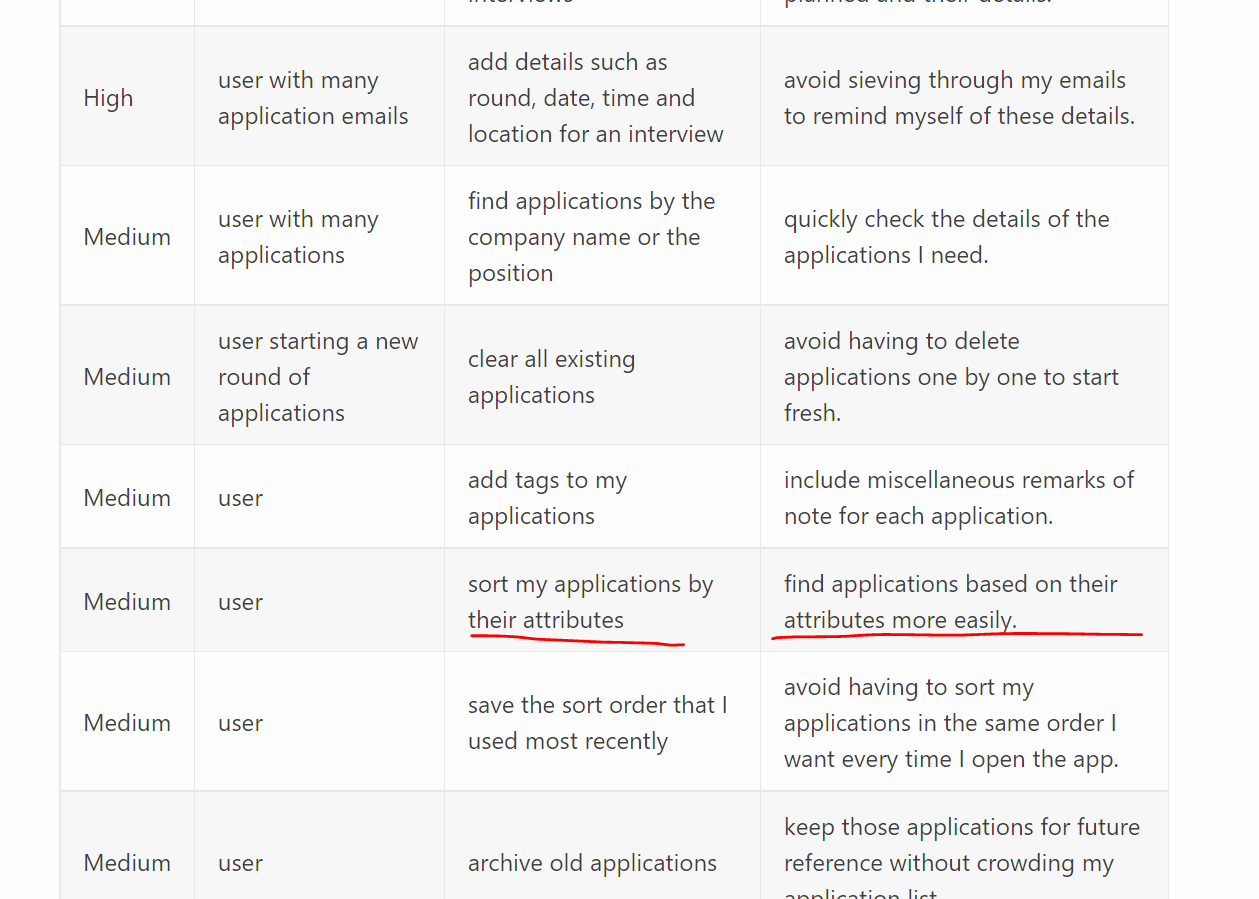 interviews
planned and their details.
High
user with many
application emails
add details such as
round, date, time and
location for an interview
avoid sieving through my emails
to remind myself of these details.
Medium
user with many
applications
find applications by the
company name or the
position
quickly check the details of the
applications I need.
Medium
user starting a new
round of
applications
clear all existing
applications
avoid having to delete
applications one by one to start
fresh.
Medium
user
add tags to my
applications
include miscellaneous remarks of
note for each application.
Medium
user
sort my applications by
their attributes
find applications based on their
attributes more easily.
Medium
user
save the sort order that I
used most recently
avoid having to sort my
applications in the same order I
want every time I open the app.
Medium
user
archive old applications
keep those applications for future
reference without crowding my
application list